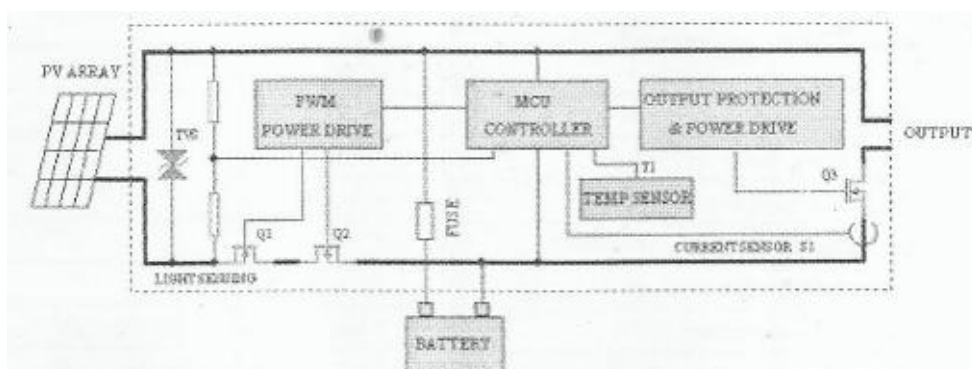 PV ARRAY
TVS
PWM
POWER DRIVE
MCU
CONTROLLER
OUTPUT PROTECTION
& POWER DRIVE
OUTPUT
T1
TEMP SENSOR
Q3
FUSE
Q1
Q2
CURRENTSENSOR S1
LIGHTSENSING
BATTERY